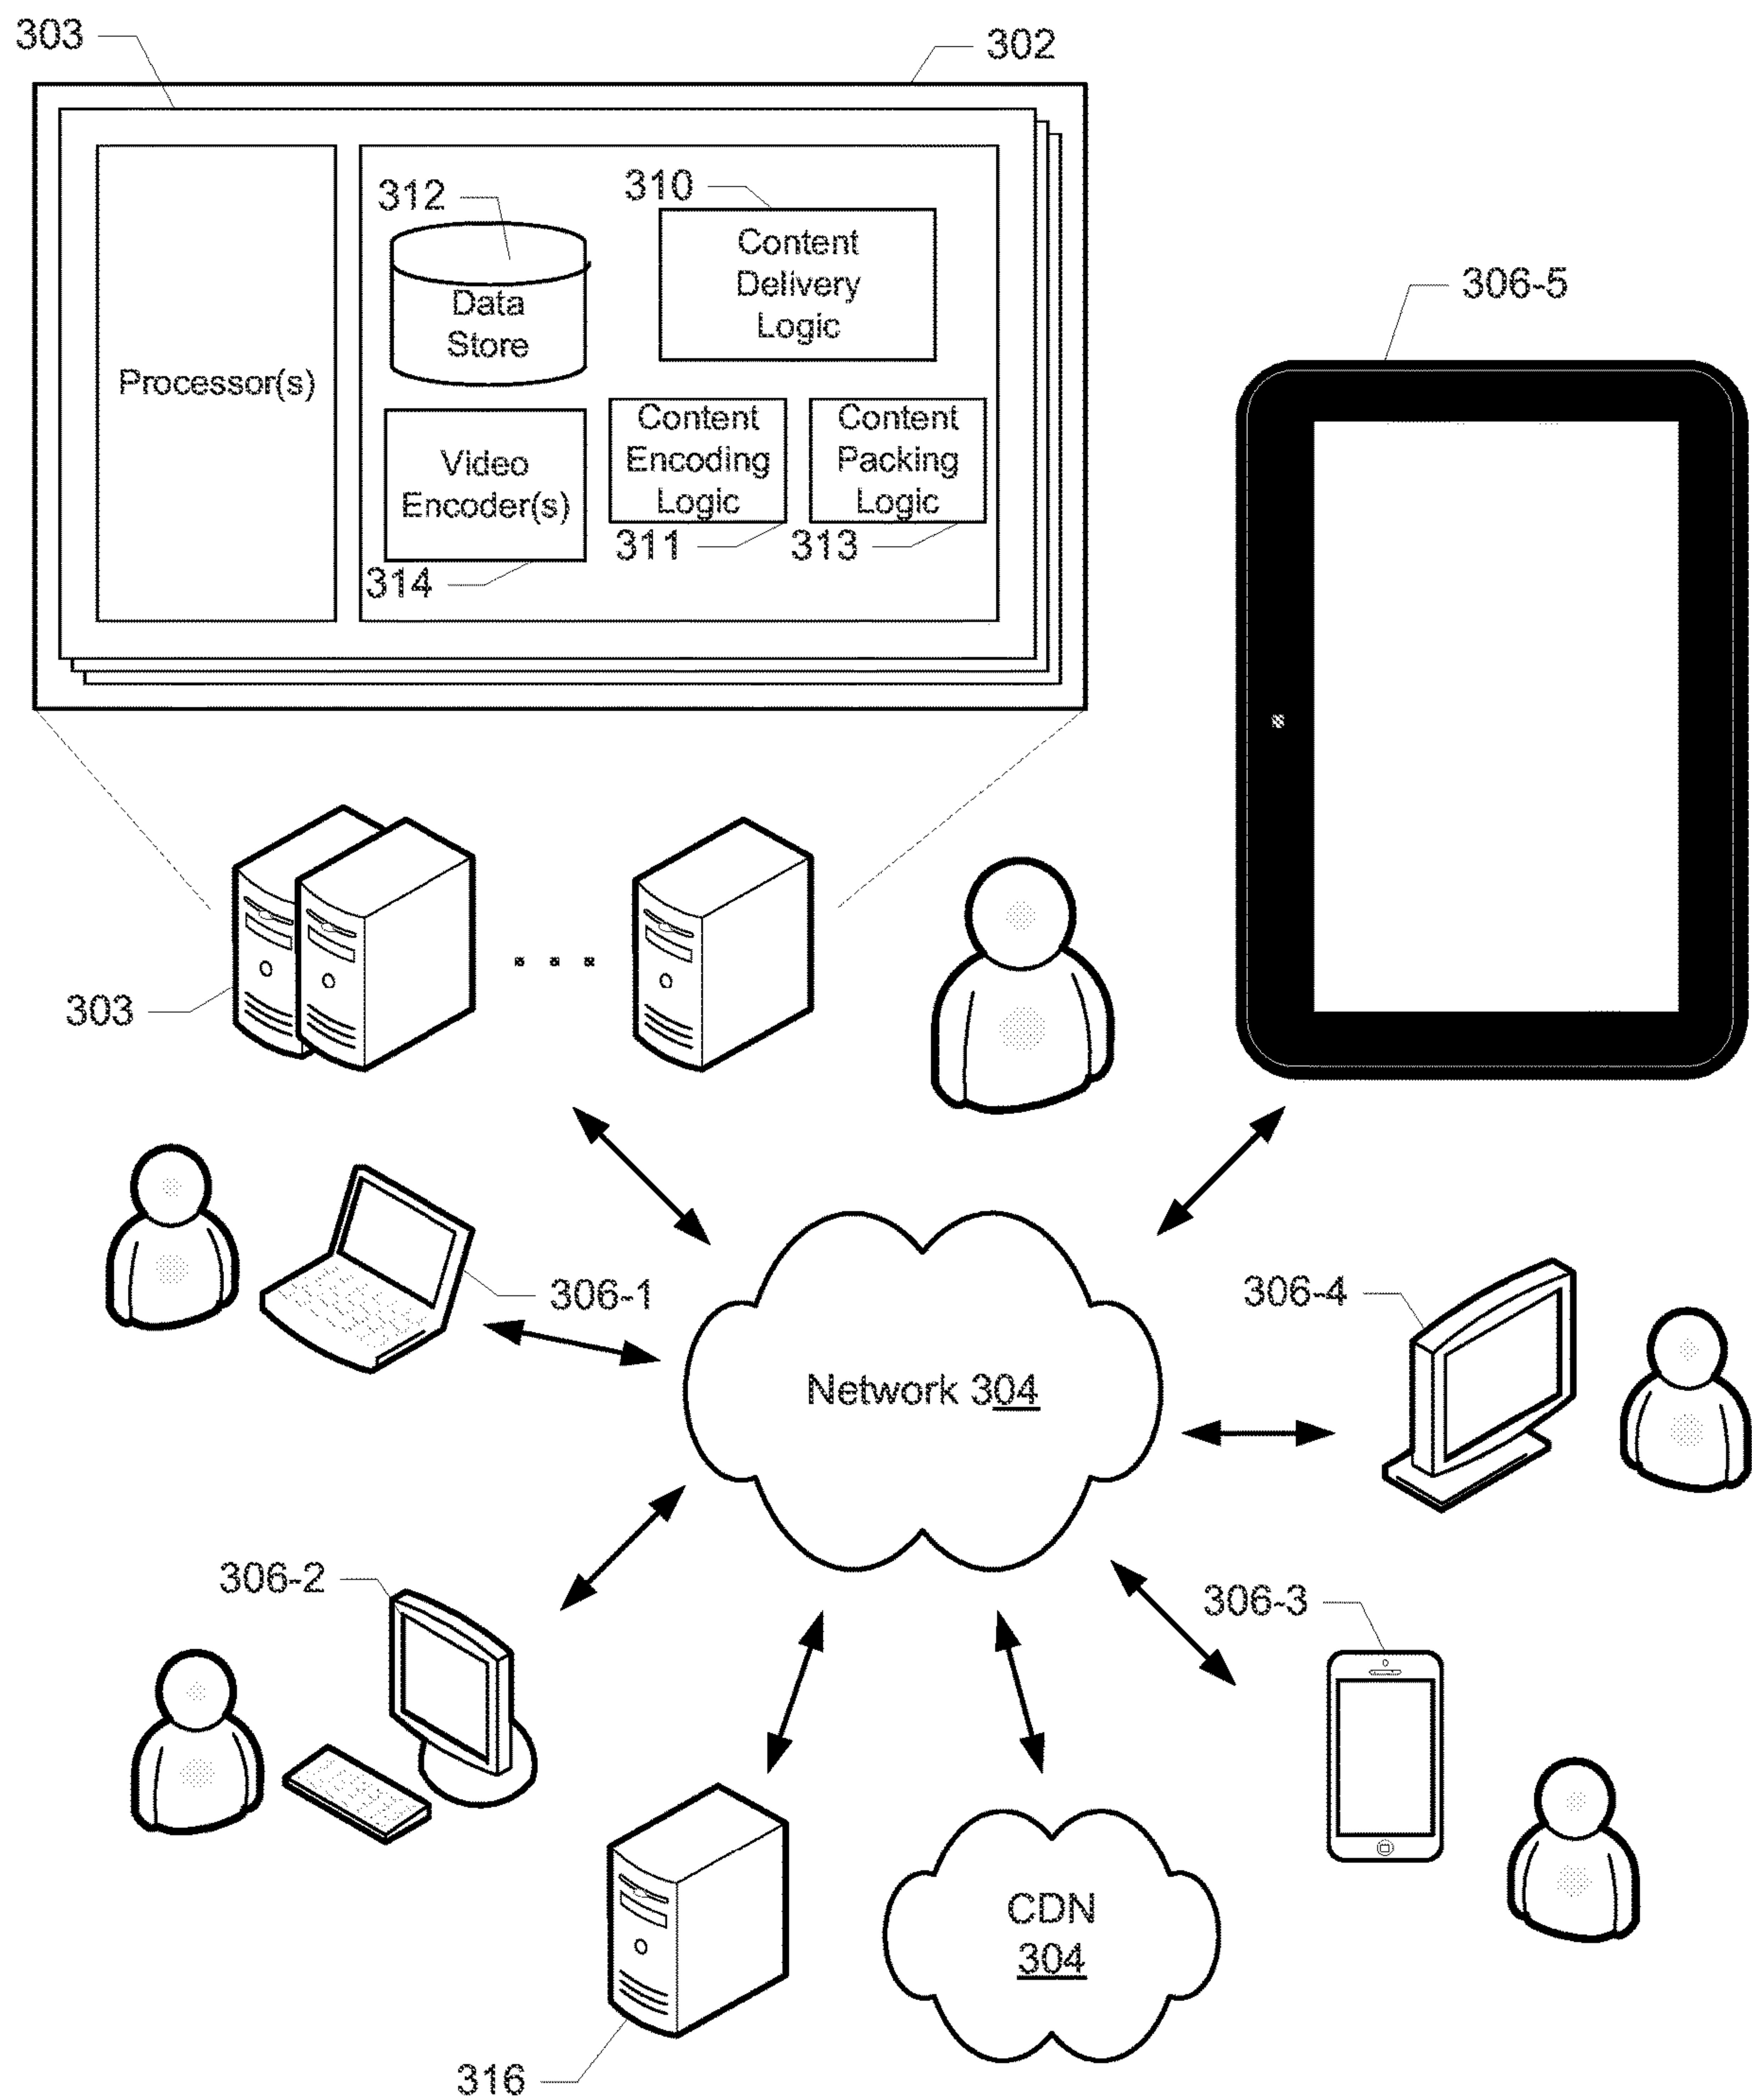 303
302
312
310
Content
Delivery
Logic
Data
Store
Processor(s)
306-5
Video
Encoder(s)
Content
Encoding
Logic
Content
Packing
Logic
314
311
313
303
306-1
306-4
Network 304
306-2
306-3
CDN
304
316